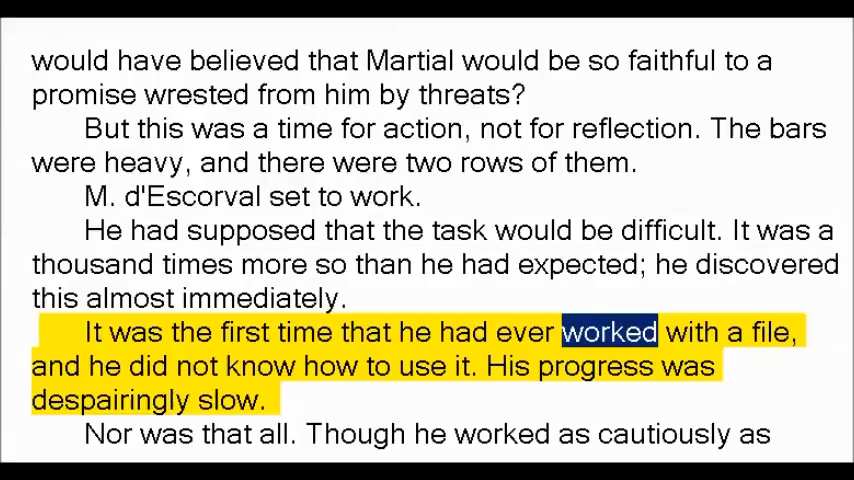 would have believed that Martial would be so faithful to a
promise wrested from him by threats?
But this was a time for action, not for reflection. The bars
were heavy, and there were two rows of them.
M. d'Escorval set to work.
He had supposed that the task would be difficult. It was a
thousand times more so than he had expected; he discovered
this almost immediately.
It was the first time that he had ever worked with a file,
and he did not know how to use it. His progress was
despairingly slow.
Nor was that all. Though he worked as cautiously as